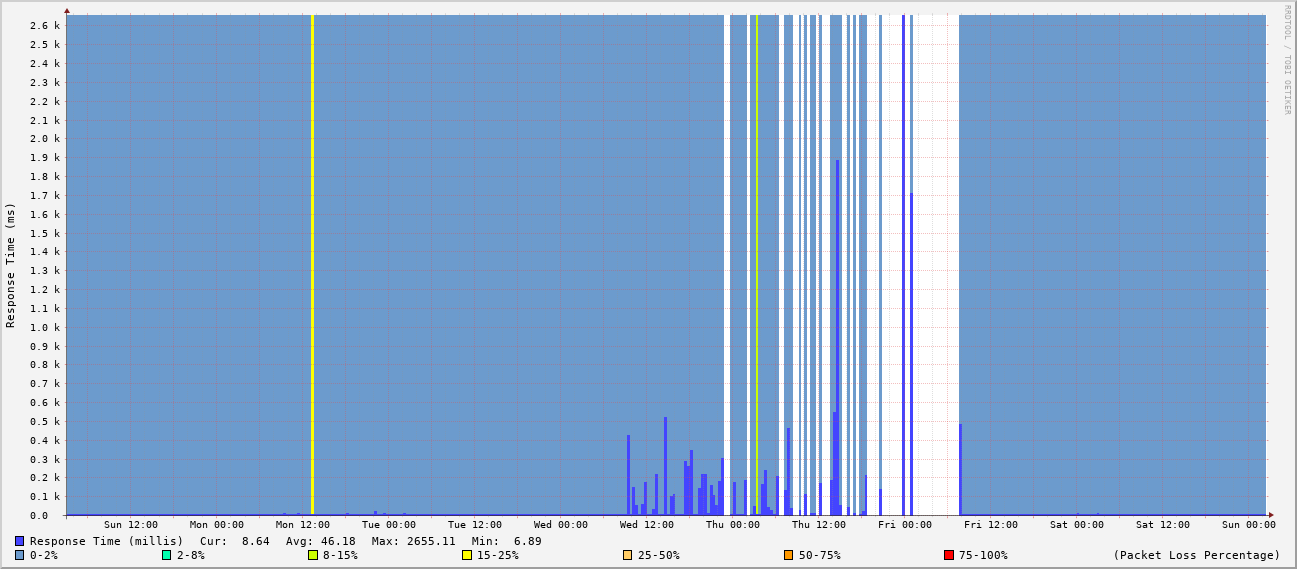 RRDTOOL / TOBI OETIKER
Response Time (ms)
2.6 k
2.5 k
2.4 k
2.3 k
2.2 k
2.1 k
2.0 k
1.9 k
1.8 k
1.7 k
1.6 k
1.5 k
1.4 k
1.3 k
1.2 k
1.1 k
1.0 k
0.9 k
0.8 k
0.7 k
0.6 k
0.5 k
0.4 k
0.3 k
0.2 k
0.1 k
0.0
Sun 12:00 Mon 00:00 Mon 12:00 Tue 00:00 Tue 12:00 Wed 00:00 Wed 12:00 Thu 00:00 Thu 12:00 Fri 00:00 Fri 12:00 Sat 00:00 Sat 12:00 Sun 00:00
Response Time (millis) Cur: 8.64 Avg: 46.18 Max: 2655.11 Min: 6.89
0-2% 2-8% 8-15% 15-25% 25-50% 50-75% 75-100% (Packet Loss Percentage)